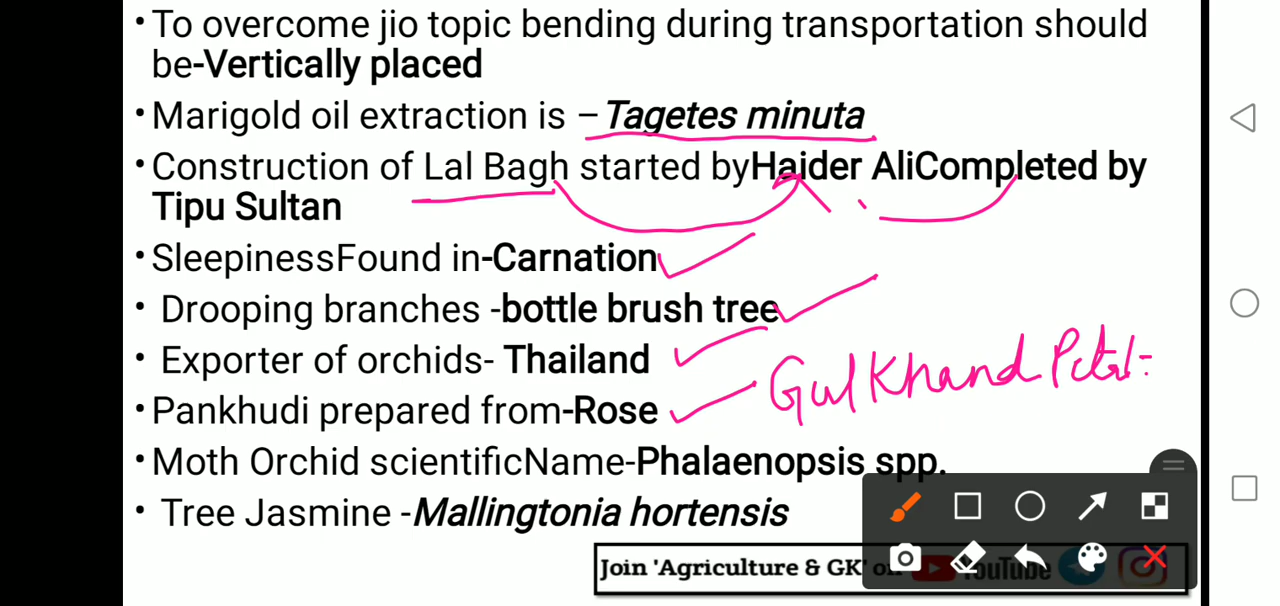 • To overcome jio topic bending during transportation should
be-Vertically placed
• Marigold oil extraction is – Tagetes minuta
• Construction of Lal Bagh started byHaider AliCompleted by
Tipu Sultan
• SleepinessFound in-Carnation
• Drooping branches -bottle brush tree
• Exporter of orchids- Thailand
GulKhand Petal-
• Pankhudi prepared from-Rose
• Moth Orchid scientificName-Phalaenopsis spp.
• Tree Jasmine -Mallingtonia hortensis
Join 'Agriculture & GK' on YouTube